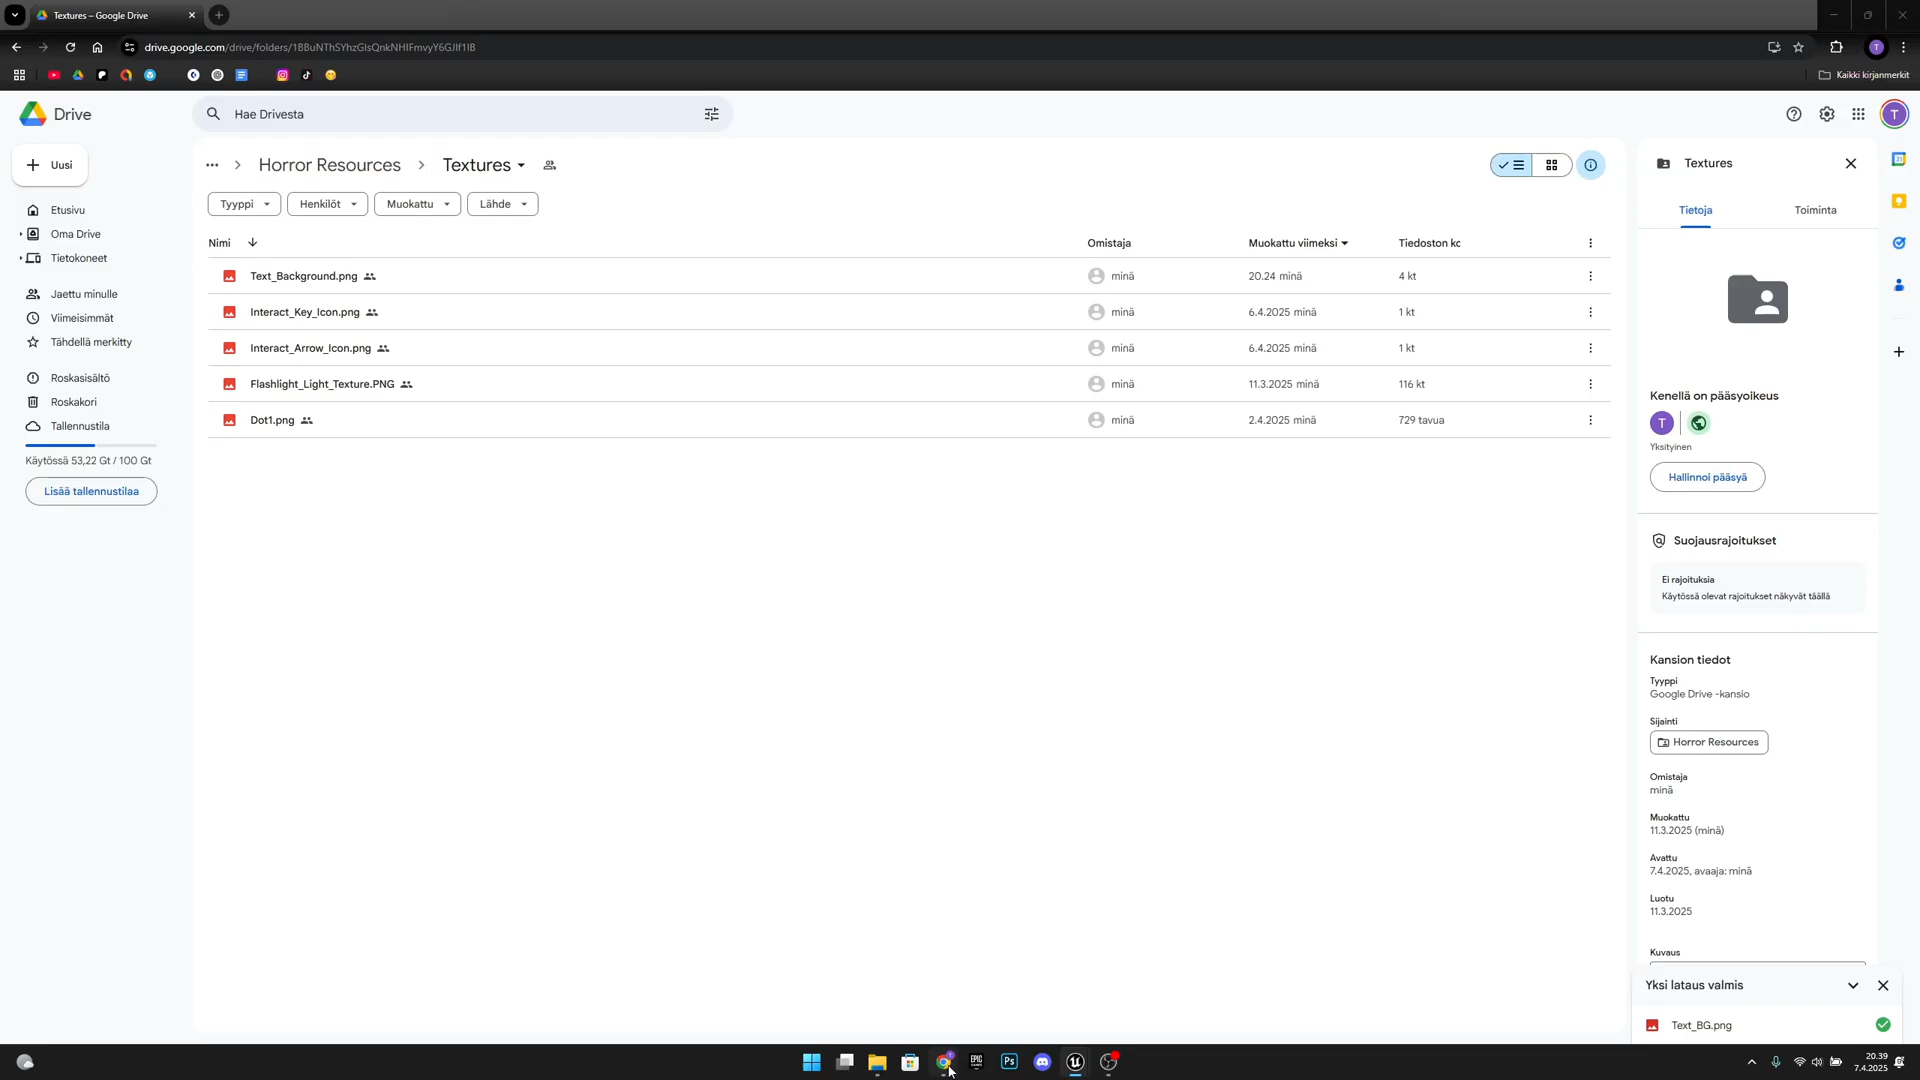 Textures – Google Drive
drive.google.com/drive/folders/1BBuNThSYhzGlsQnkNHIFmvyY6GJlf1IB
Kaikki kirjanmerkit
Drive
Hae Drivesta
T
Uusi
Horror Resources
Textures
Textures
Tyyppi
Henkilöt
Muokattu
Lähde
Tietoja
Toiminta
Etusivu
Oma Drive
Tietokoneet
Jaettu minulle
Viimeisimmät
Tähdellä merkitty
Roskasisältö
Roskakori
Tallennustila
Käytössä 53,22 Gt / 100 Gt
Lisää tallennustilaa
Nimi
Omistaja
Muokattu viimeksi
Tiedoston kc
Text_Background.png
minä
20.24 minä
4 kt
Interact_Key_Icon.png
minä
6.4.2025 minä
1 kt
Interact_Arrow_Icon.png
minä
6.4.2025 minä
1 kt
Flashlight_Light_Texture.PNG
minä
11.3.2025 minä
116 kt
Dot1.png
minä
2.4.2025 minä
729 tavua
Kenellä on pääsyoikeus
T
Yksityinen
Hallinnoi pääsyä
Suojausrajoitukset
Ei rajoituksia
Käytössä olevat rajoitukset näkyvät täällä
Kansion tiedot
Tyyppi
Google Drive -kansio
Sijainti
Horror Resources
Omistaja
minä
Muokattu
11.3.2025 (minä)
Avattu
7.4.2025, avaaja: minä
Luotu
11.3.2025
Kuvaus
Yksi lataus valmis
Text_BG.png
EPIC
Ps
20.39
7.4.2025